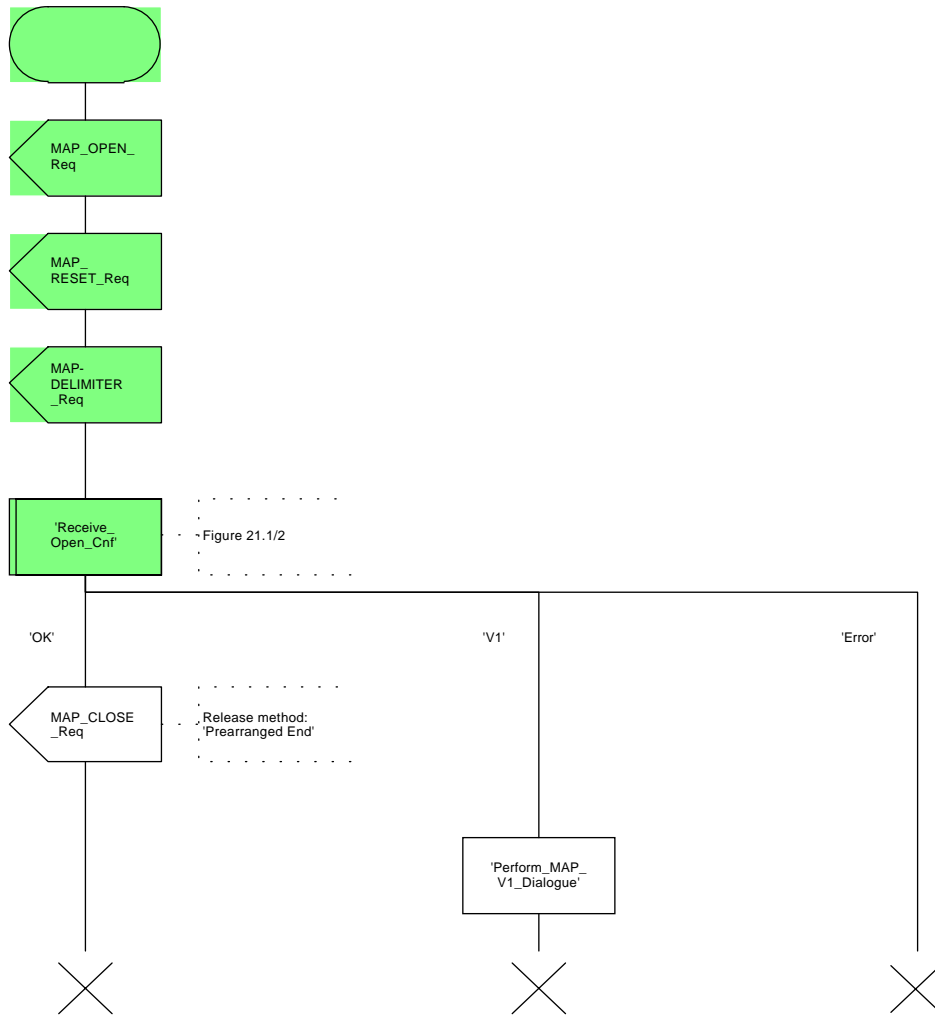 MAP_OPEN_
Req
MAP_
RESET_Req
MAP-
DELIMITER
_Req
'Receive_
Open_Cnf'
Figure 21.1/2
'OK'
'V1'
'Error'
MAP_CLOSE
_Req
Release method:
'Prearranged End'
'Perform_MAP_
V1_Dialogue'